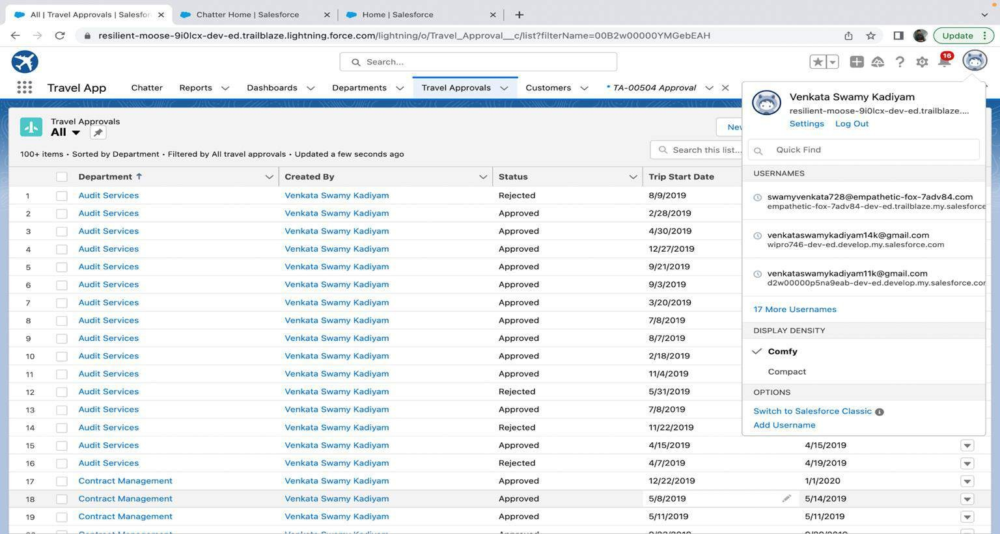 All | Travel Approvals | Salesfor
Chatter Home | Salesforce
Home | Salesforce
resilient-moose-9i0lcx-dev-ed.trailblaze.lightning.force.com/lightning/o/Travel_Approval__c/list?filterName=00B2w00000YMGebEAH
Update
Search...
16
Travel App
Chatter
Reports
Dashboards
Departments
Travel Approvals
Customers
* TA-00504 Approval
Travel Approvals
All
New
100+ items • Sorted by Department • Filtered by All travel approvals • Updated a few seconds ago
Search this list...
Department ↑ Created By Status Trip Start Date
1 Audit Services Venkata Swamy Kadiyam Rejected 8/9/2019
2 Audit Services Venkata Swamy Kadiyam Approved 2/28/2019
3 Audit Services Venkata Swamy Kadiyam Approved 4/30/2019
4 Audit Services Venkata Swamy Kadiyam Approved 12/27/2019
5 Audit Services Venkata Swamy Kadiyam Approved 9/21/2019
6 Audit Services Venkata Swamy Kadiyam Approved 9/3/2019
7 Audit Services Venkata Swamy Kadiyam Approved 3/20/2019
8 Audit Services Venkata Swamy Kadiyam Approved 7/8/2019
9 Audit Services Venkata Swamy Kadiyam Approved 8/7/2019
10 Audit Services Venkata Swamy Kadiyam Approved 2/18/2019
11 Audit Services Venkata Swamy Kadiyam Approved 11/4/2019
12 Audit Services Venkata Swamy Kadiyam Rejected 5/31/2019
13 Audit Services Venkata Swamy Kadiyam Approved 7/8/2019
14 Audit Services Venkata Swamy Kadiyam Rejected 11/22/2019
15 Audit Services Venkata Swamy Kadiyam Approved 4/15/2019 4/15/2019
16 Audit Services Venkata Swamy Kadiyam Rejected 4/7/2019 4/19/2019
17 Contract Management Venkata Swamy Kadiyam Approved 12/22/2019 1/1/2020
18 Contract Management Venkata Swamy Kadiyam Approved 5/8/2019 5/14/2019
19 Contract Management Venkata Swamy Kadiyam Approved 5/11/2019 5/11/2019
Venkata Swamy Kadiyam
resilient-moose-9i0lcx-dev-ed.trailblaze....
Settings Log Out
Quick Find
USERNAMES
swamyvenkata728@empathetic-fox-7adv84.com
empathetic-fox-7adv84-dev-ed.trailblaze.my.salesforce
venkataswamykadiyam14k@gmail.com
wipro746-dev-ed.develop.my.salesforce.com
venkataswamykadiyam11k@gmail.com
d2w00000p5na9eab-dev-ed.develop.my.salesforce.cor
17 More Usernames
DISPLAY DENSITY
Comfy
Compact
OPTIONS
Switch to Salesforce Classic
Add Username